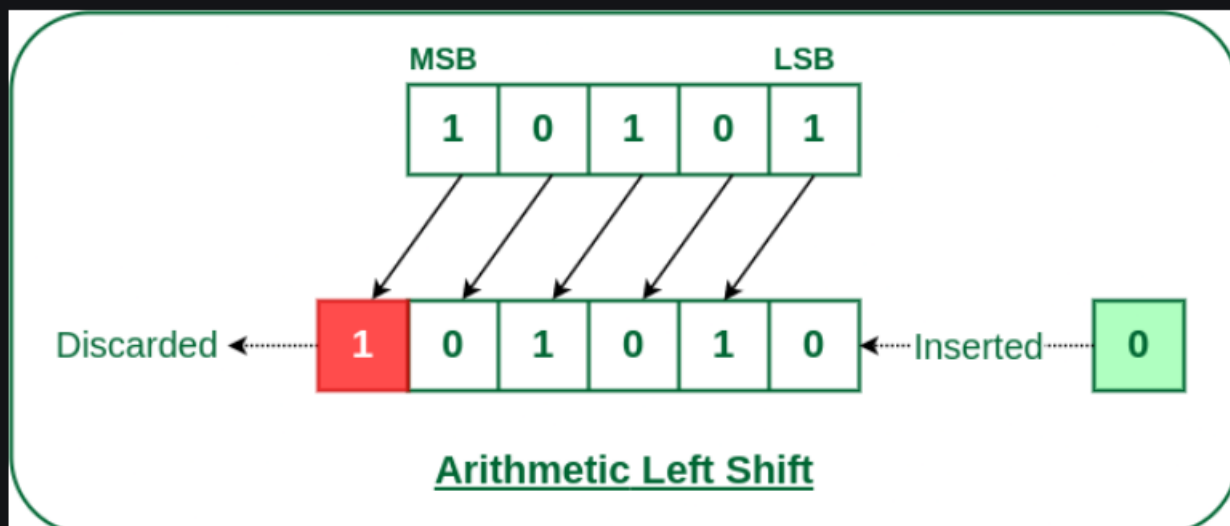 MSB LSB
1 0 1 0 1
Discarded 1 0 1 0 1 0 Inserted 0
Arithmetic Left Shift